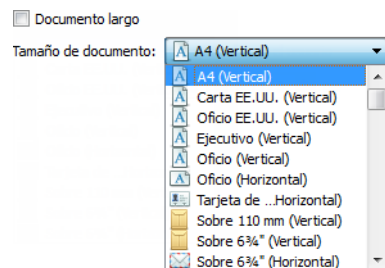 Documento largo
Tamaño de documento: A4 (Vertical)
A4 (Vertical)
Carta EE.UU. (Vertical)
Oficio EE.UU. (Vertical)
Ejecutivo (Vertical)
Oficio (Vertical)
Oficio (Horizontal)
Tarjeta de ...Horizontal)
Sobre 110 mm (Vertical)
Sobre 6¾" (Vertical)
Sobre 6¾" (Horizontal)